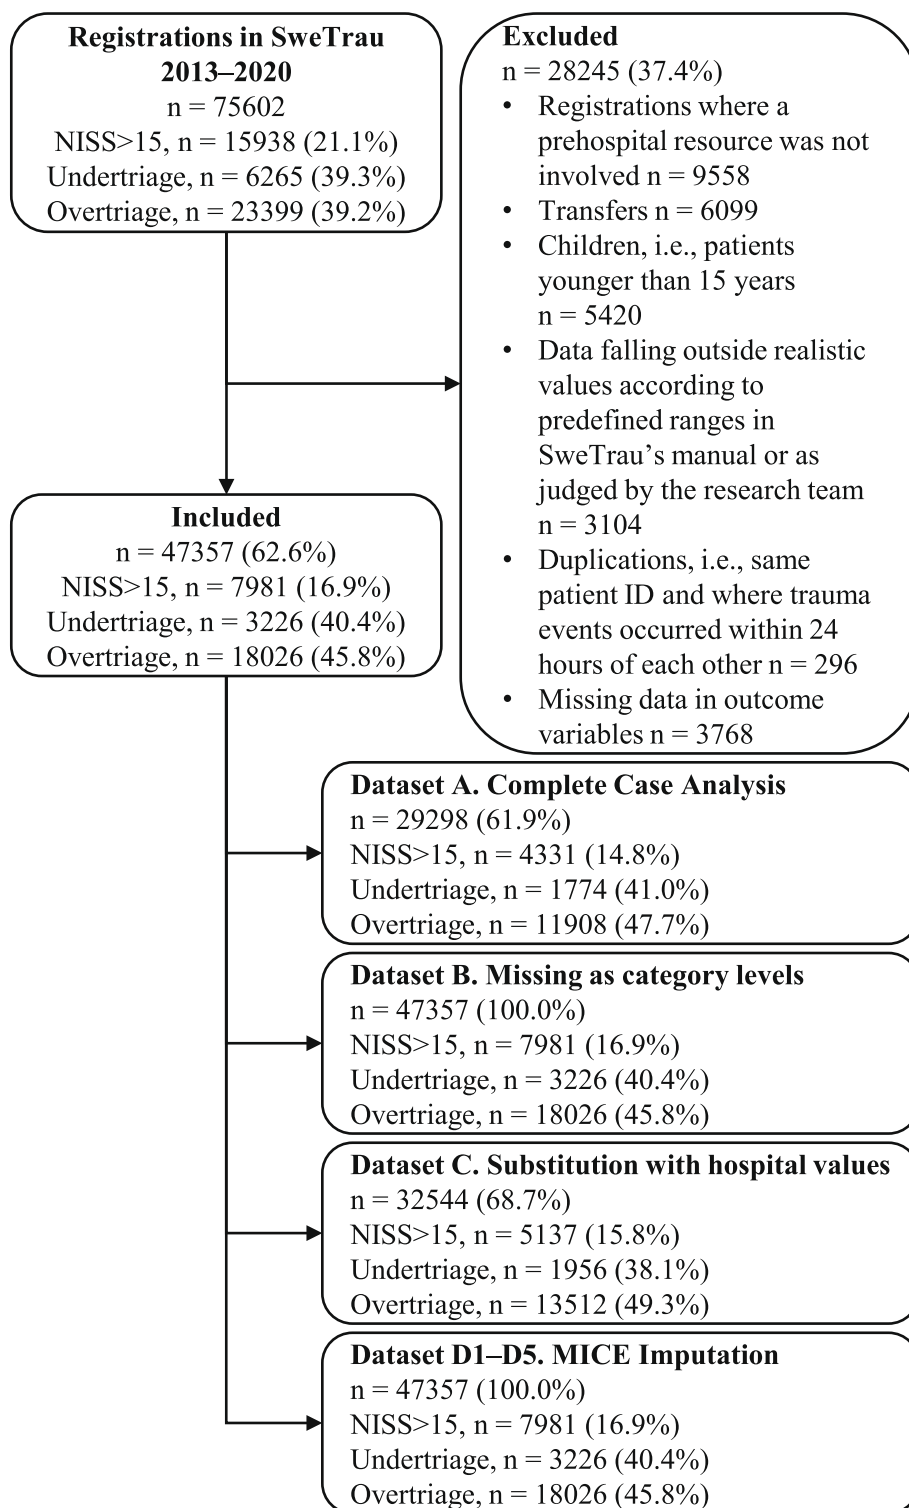 Registrations in SweTrau
2013–2020
n = 75602
NISS>15, n = 15938 (21.1%)
Undertriage, n = 6265 (39.3%)
Overtriage, n = 23399 (39.2%)
Excluded
n = 28245 (37.4%)
• Registrations where a
prehospital resource was not
involved n = 9558
• Transfers n = 6099
• Children, i.e., patients
younger than 15 years
n = 5420
• Data falling outside realistic
values according to
predefined ranges in
SweTrau’s manual or as
judged by the research team
n = 3104
• Duplications, i.e., same
patient ID and where trauma
events occurred within 24
hours of each other n = 296
• Missing data in outcome
variables n = 3768
Included
n = 47357 (62.6%)
NISS>15, n = 7981 (16.9%)
Undertriage, n = 3226 (40.4%)
Overtriage, n = 18026 (45.8%)
Dataset A. Complete Case Analysis
n = 29298 (61.9%)
NISS>15, n = 4331 (14.8%)
Undertriage, n = 1774 (41.0%)
Overtriage, n = 11908 (47.7%)
Dataset B. Missing as category levels
n = 47357 (100.0%)
NISS>15, n = 7981 (16.9%)
Undertriage, n = 3226 (40.4%)
Overtriage, n = 18026 (45.8%)
Dataset C. Substitution with hospital values
n = 32544 (68.7%)
NISS>15, n = 5137 (15.8%)
Undertriage, n = 1956 (38.1%)
Overtriage, n = 13512 (49.3%)
Dataset D1–D5. MICE Imputation
n = 47357 (100.0%)
NISS>15, n = 7981 (16.9%)
Undertriage, n = 3226 (40.4%)
Overtriage, n = 18026 (45.8%)